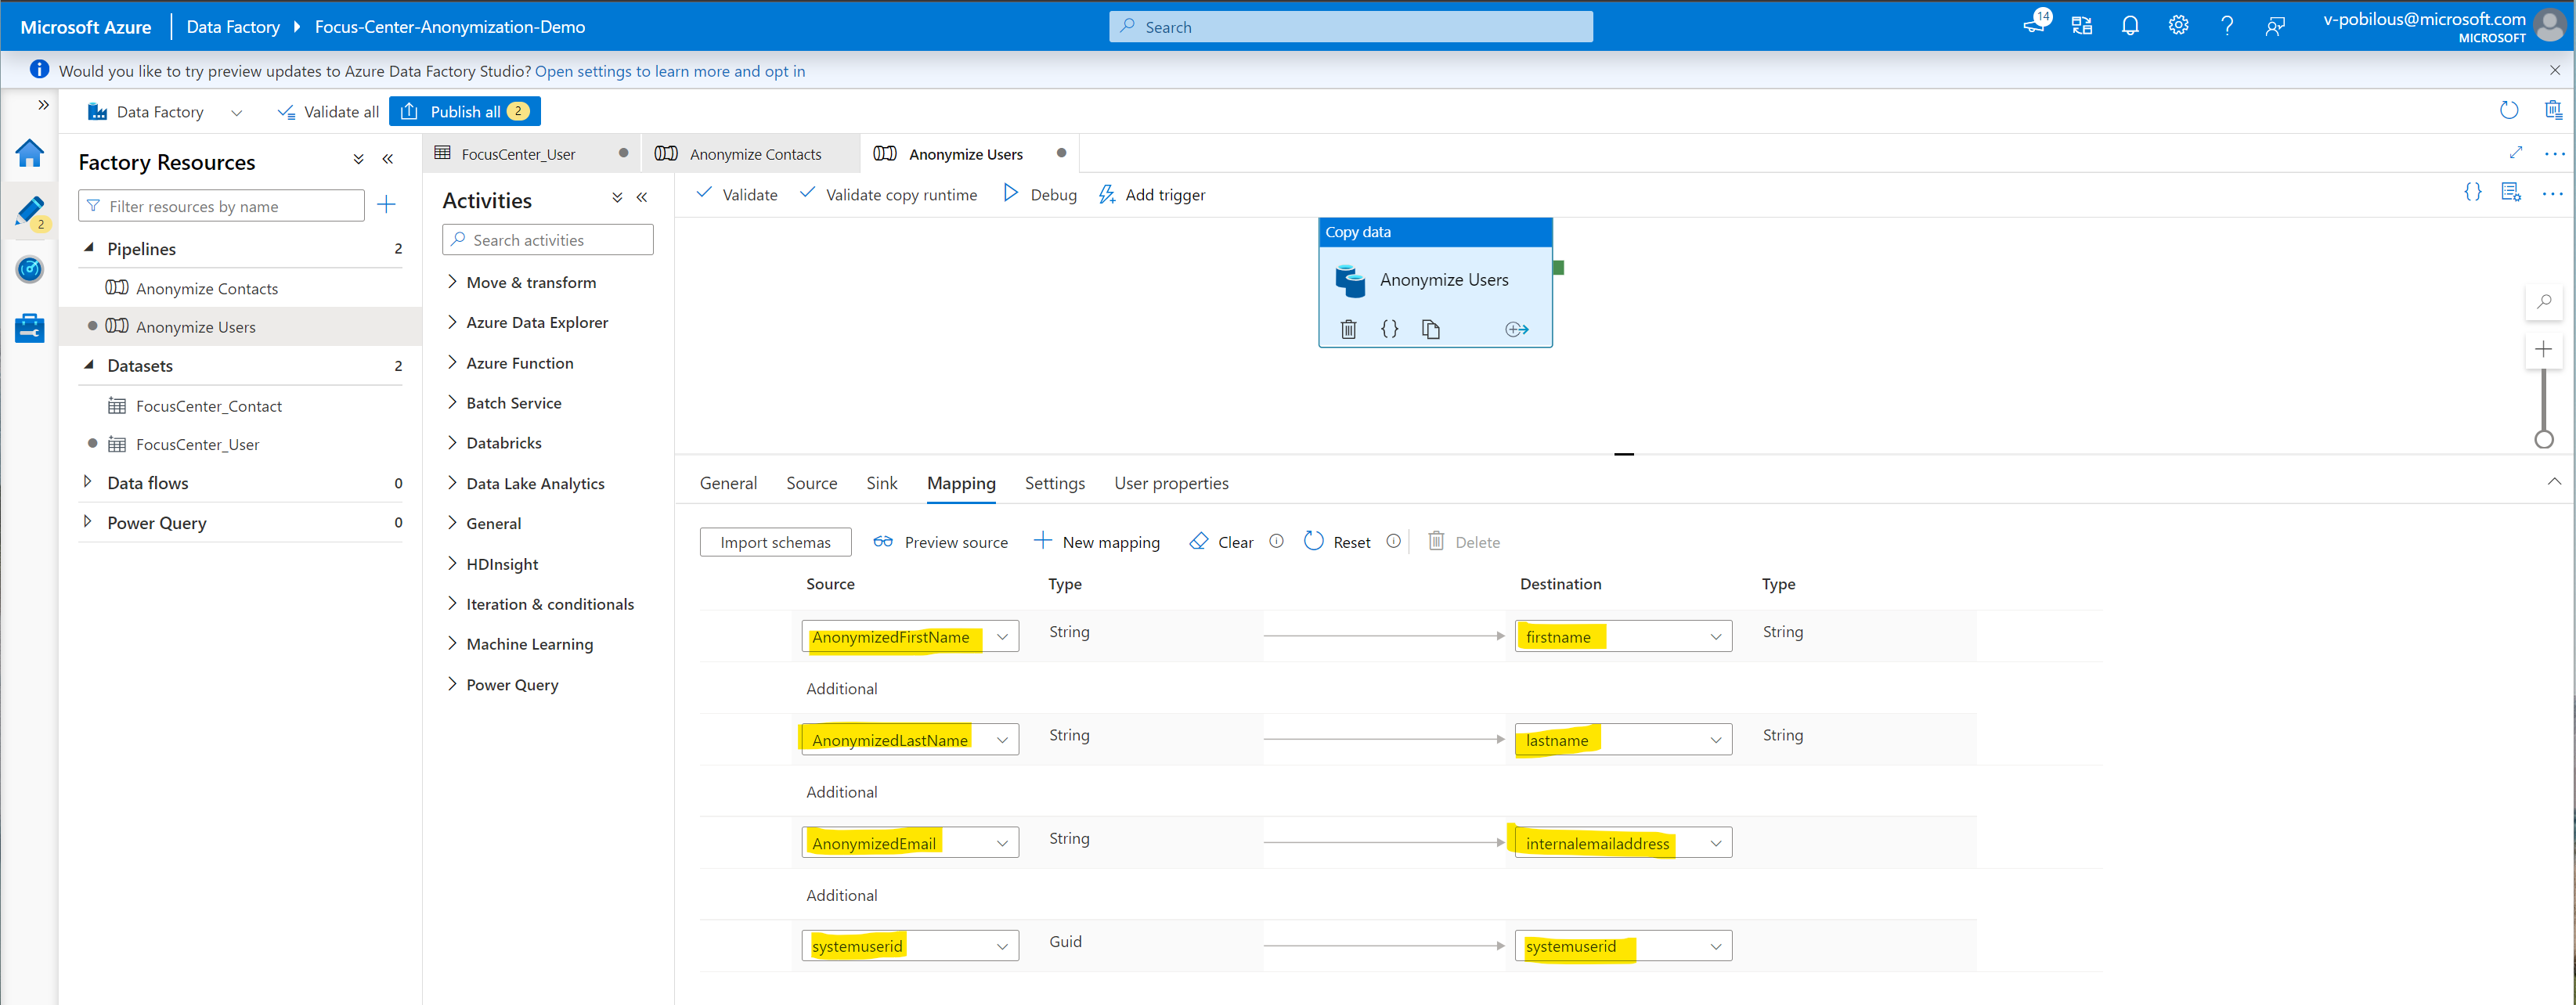 Microsoft Azure
Data Factory
Focus-Center-Anonymization-Demo
Search
14
v-pobilous@microsoft.com
MICROSOFT
Would you like to try preview updates to Azure Data Factory Studio? Open settings to learn more and opt in
Data Factory
Validate all
Publish all 2
2
Factory Resources
Filter resources by name
Pipelines 2
Anonymize Contacts
Anonymize Users
Datasets 2
FocusCenter_Contact
FocusCenter_User
Data flows 0
Power Query 0
FocusCenter_User
Anonymize Contacts
Anonymize Users
Activities
Search activities
Move & transform
Azure Data Explorer
Azure Function
Batch Service
Databricks
Data Lake Analytics
General
HDInsight
Iteration & conditionals
Machine Learning
Power Query
Validate
Validate copy runtime
Debug
Add trigger
Copy data
Anonymize Users
General
Source
Sink
Mapping
Settings
User properties
Import schemas
Preview source
New mapping
Clear
Reset
Delete
Source Type Destination Type
AnonymizedFirstName String firstname String
Additional
AnonymizedLastName String lastname String
Additional
AnonymizedEmail String internalemailaddress
Additional
systemuserid Guid systemuserid